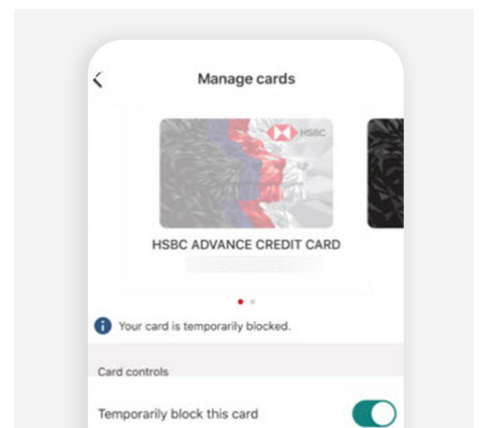 Manage cards
HSBC
HSBC ADVANCE CREDIT CARD
Your card is temporarily blocked.
Card controls
Temporarily block this card